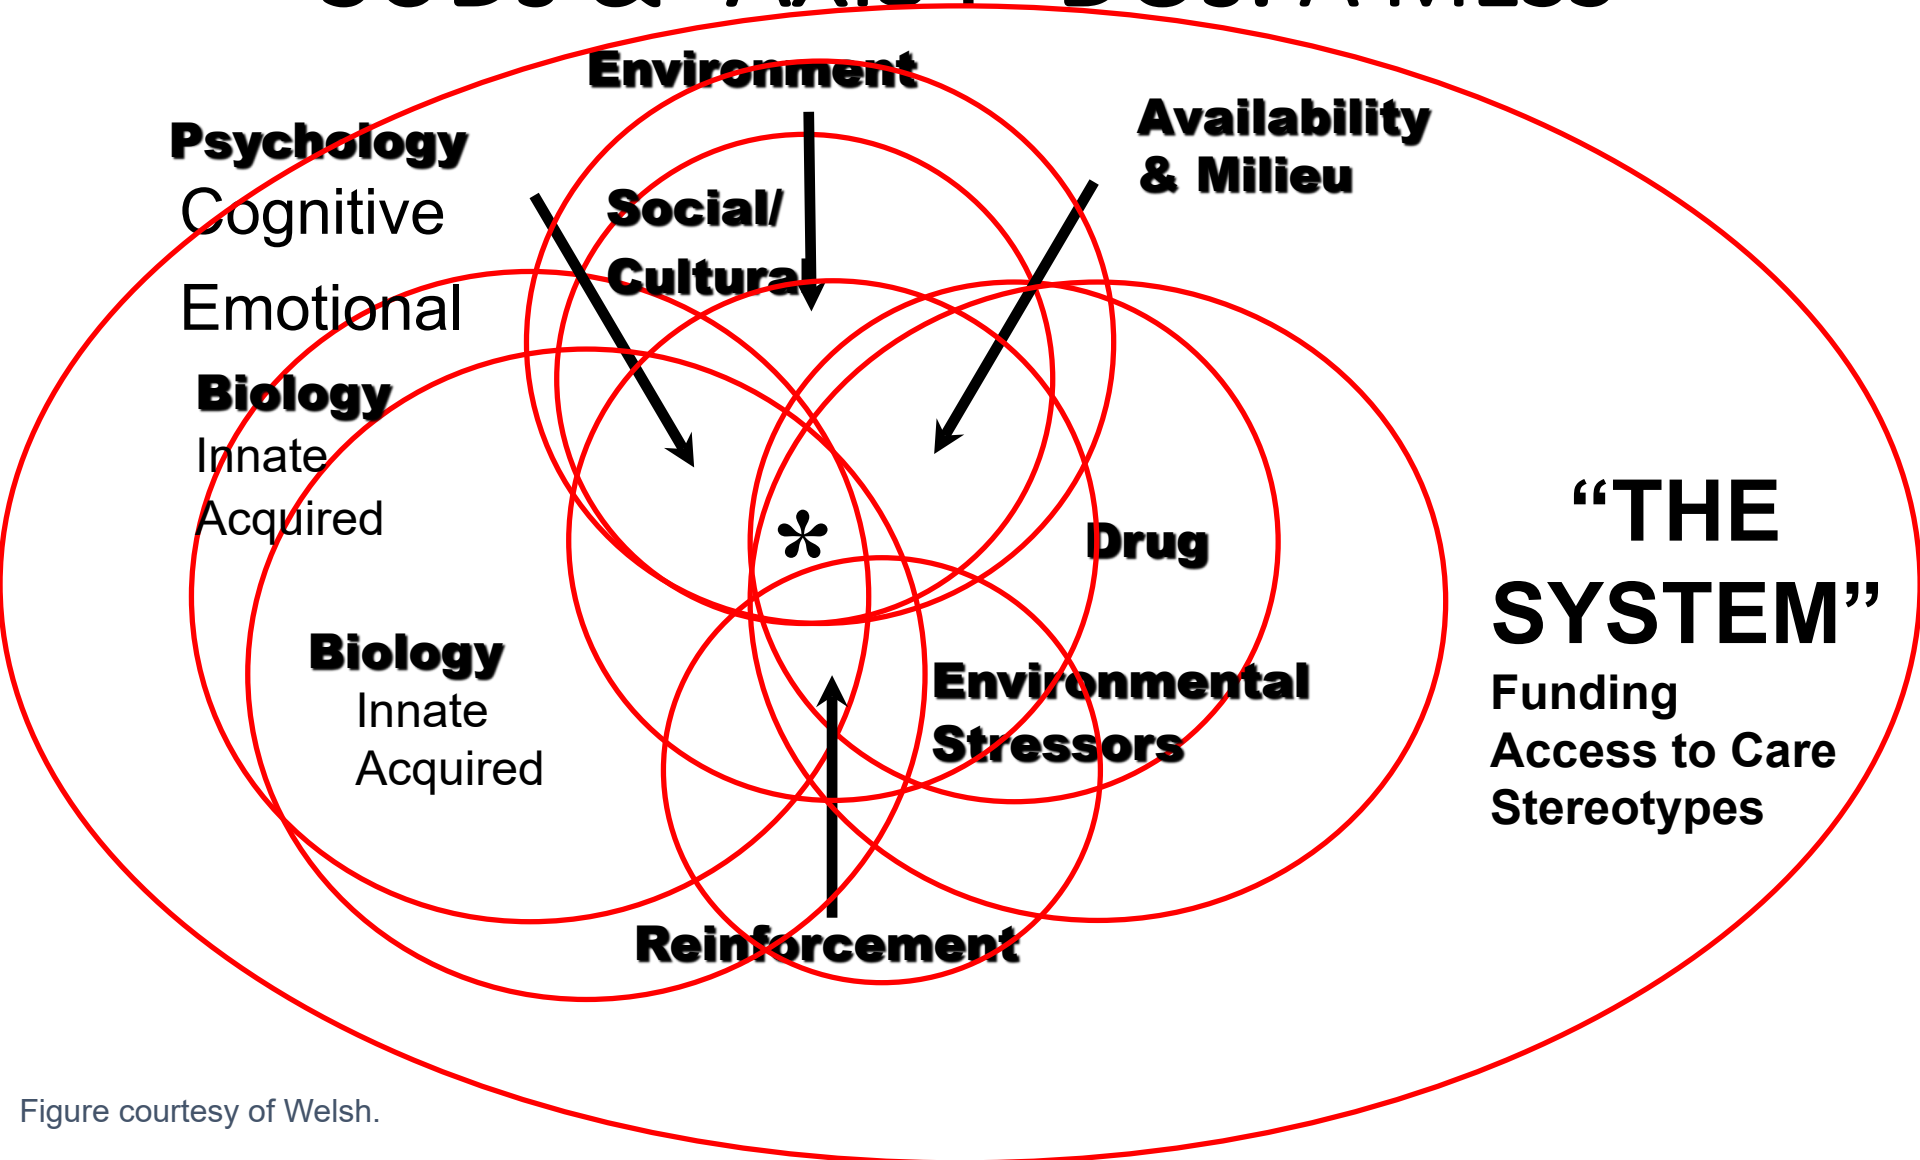 Environment
Psychology
Cognitive
Emotional
Social/
Cultural
Availability
& Milieu
Biology
Innate
Acquired
*
Drug
Biology
Innate
Acquired
Environmental
Stressors
Reinforcement
“THE
SYSTEM”
Funding
Access to Care
Stereotypes
Figure courtesy of Welsh.